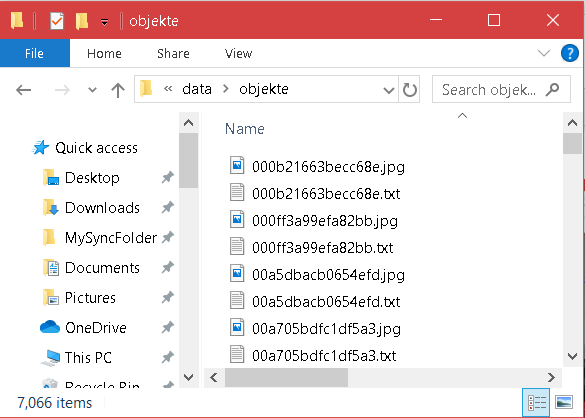 objekte
File Home Share View
data objekte Search objek...
Name
Quick access
Desktop
Downloads
MySyncFolder
Documents
Pictures
OneDrive
This PC
Recycle Bin
000b21663becc68e.jpg
000b21663becc68e.txt
000ff3a99efa82bb.jpg
000ff3a99efa82bb.txt
00a5dbacb0654efd.jpg
00a5dbacb0654efd.txt
00a705bdfc1df5a3.jpg
00a705bdfc1df5a3.txt
7,066 items